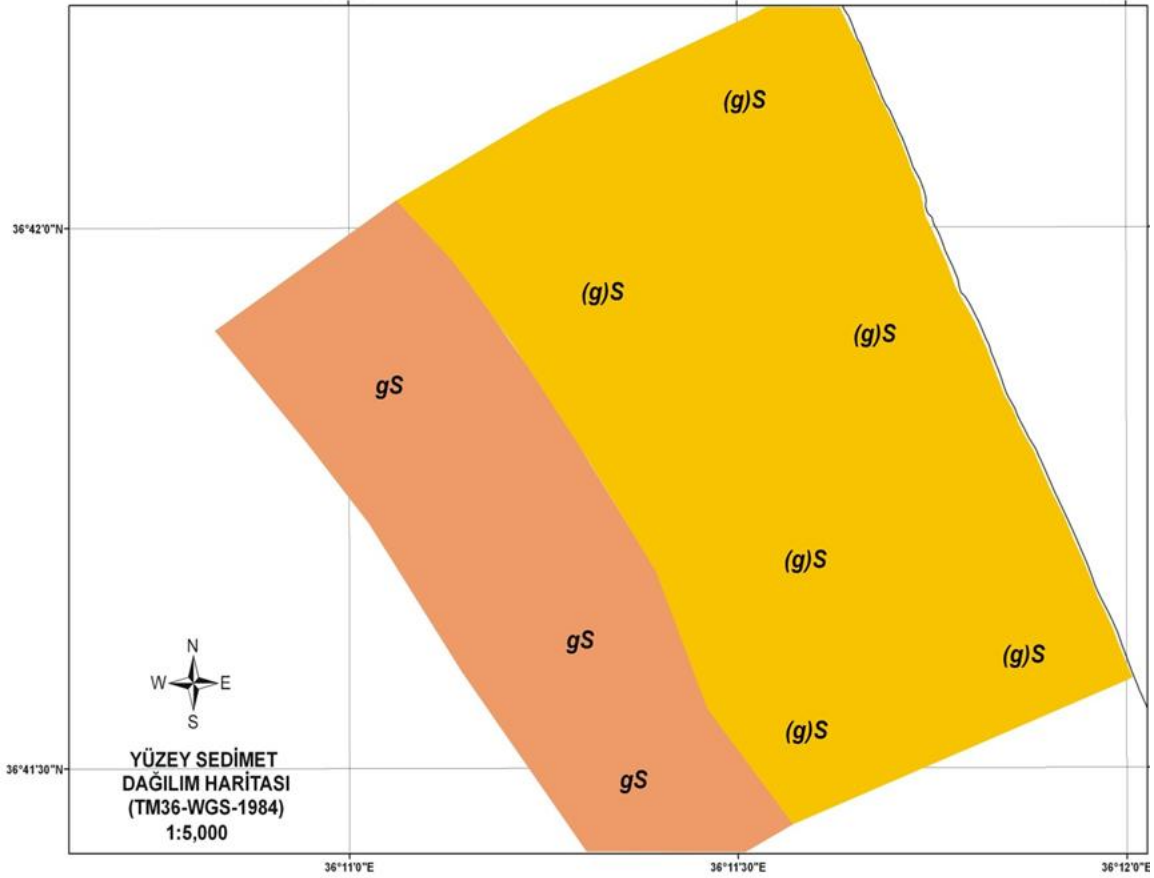 (g)S
36°42'0"N
(g)S
(g)S
gS
(g)S
gS
(g)S
N
W E
S
(g)S
YÜZEY SEDİMET
DAĞILIM HARİTASI
(TM36-WGS-1984)
1:5,000
36°41'30"N
gS
36°11'0"E 36°11'30"E 36°12'0"E